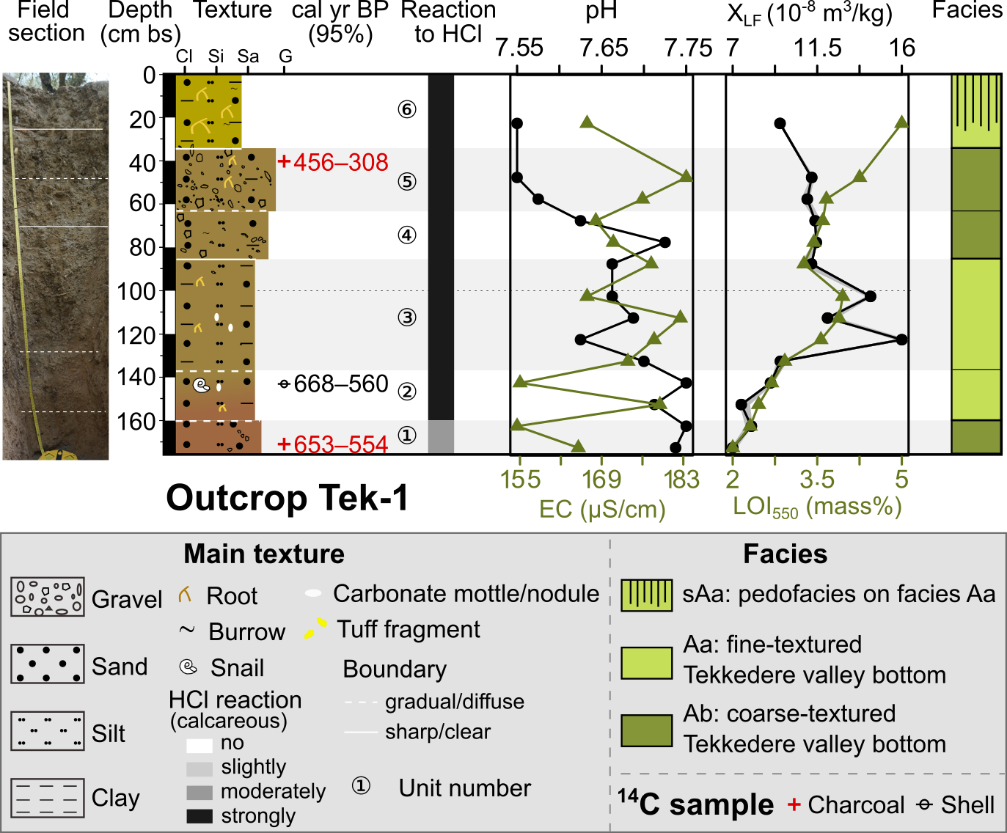 Field section
Depth (cm bs)
Texture
cal yr BP (95%)
Reaction to HCl
pH
X_LF (10⁻⁸ m³/kg)
Facies
Cl Si Sa G
7.55 7.65 7.75
7 11.5 16
0
20
40
60
80
100
120
140
160
⑥
+456–308
⑤
④
③
668–560
②
+653–554
①
155 169 183
EC (µS/cm)
2 3.5 5
LOI₅₅₀ (mass%)
Outcrop Tek-1
Main texture
Gravel
Sand
Silt
Clay
Root
Burrow
Snail
HCl reaction
(calcareous)
no
slightly
moderately
strongly
Carbonate mottle/nodule
Tuff fragment
Boundary
gradual/diffuse
sharp/clear
① Unit number
Facies
sAa: pedofacies on facies Aa
Aa: fine-textured
Tekkedere valley bottom
Ab: coarse-textured
Tekkedere valley bottom
¹⁴C sample + Charcoal Shell